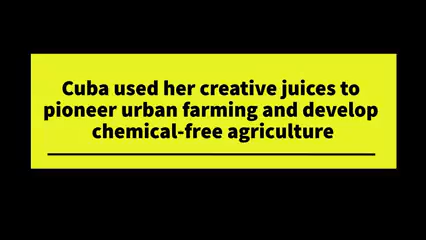 Cuba used her creative juices to
pioneer urban farming and develop
chemical-free agriculture